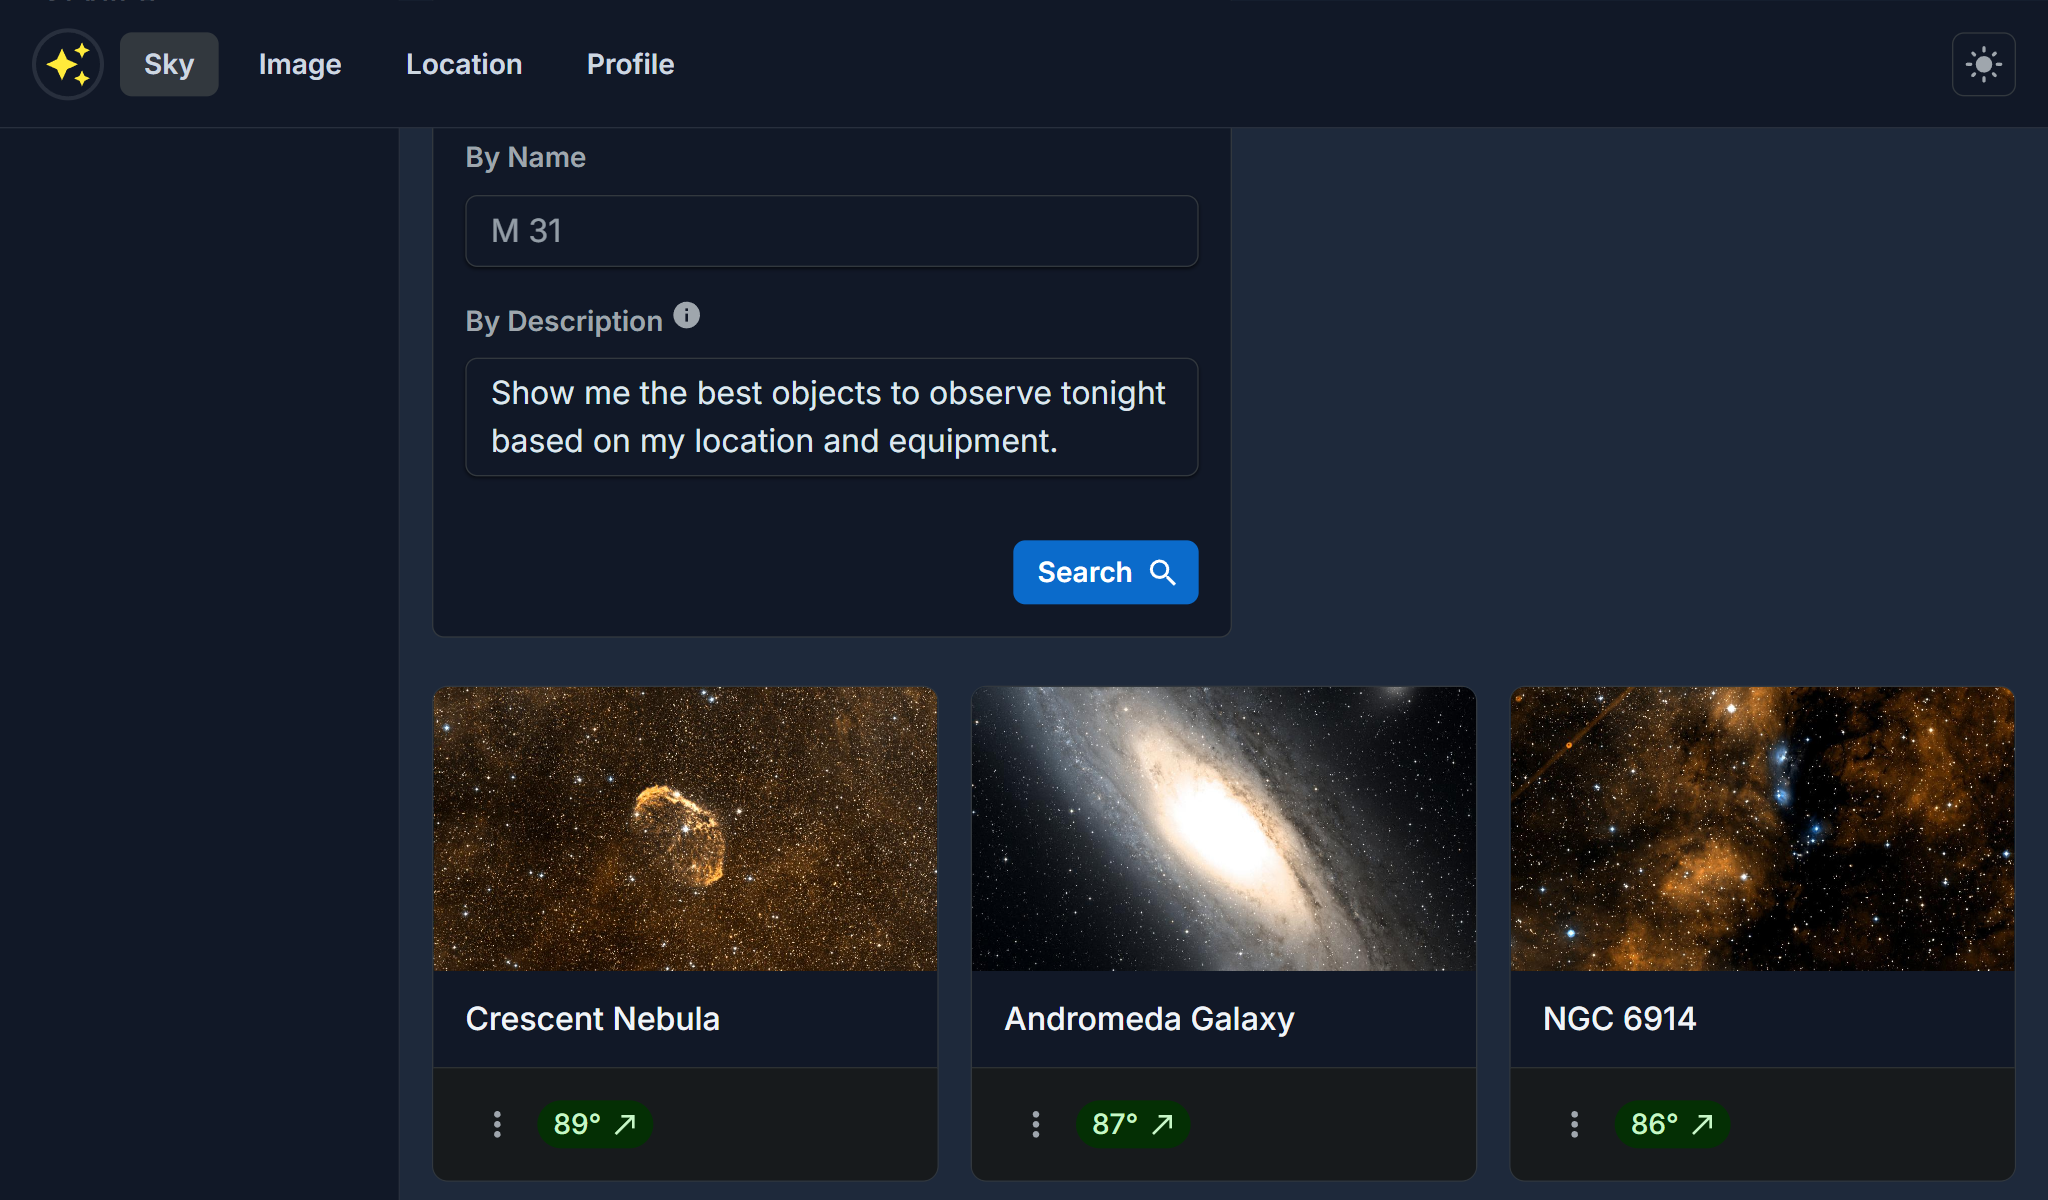 Sky
Image
Location
Profile
By Name
M 31
By Description
Show me the best objects to observe tonight
based on my location and equipment.
Search
Crescent Nebula
Andromeda Galaxy
NGC 6914
89°
87°
86°